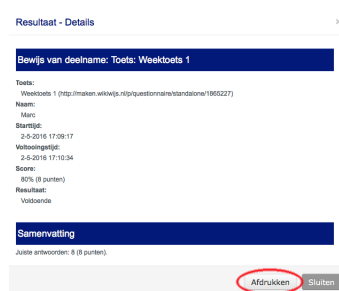 Resultaat - Details
Bewijs van deelname: Toets: Weektoets 1
Toets:
Weektoets 1 (http://maken.wikiwijs.nl/p/questionnaire/standalone/1865227)
Naam:
Marc
Starttijd:
2-5-2016 17:09:17
Voltooingstijd:
2-5-2016 17:10:34
Score:
80% (8 punten)
Resultaat:
Voldoende
Samenvatting
Juiste antwoorden: 8 (8 punten).
Afdrukken Sluiten